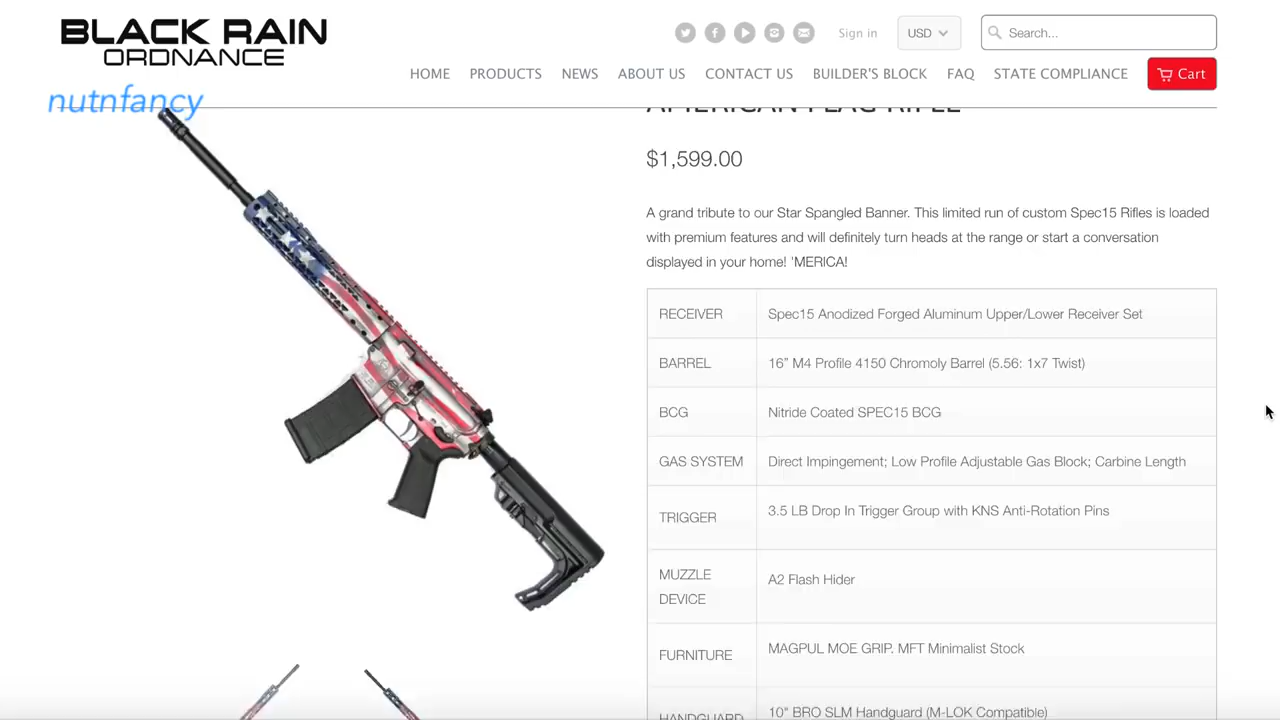 BLACK RAIN
ORDNANCE
nutnfancy
Sign in
USD
Search...
HOME
PRODUCTS
NEWS
ABOUT US
CONTACT US
BUILDER'S BLOCK
FAQ
STATE COMPLIANCE
Cart
AMERICAN FLAG RIFLE
$1,599.00
A grand tribute to our Star Spangled Banner. This limited run of custom Spec15 Rifles is loaded
with premium features and will definitely turn heads at the range or start a conversation
displayed in your home! 'MERICA!
RECEIVER Spec15 Anodized Forged Aluminum Upper/Lower Receiver Set
BARREL 16” M4 Profile 4150 Chromoly Barrel (5.56: 1x7 Twist)
BCG Nitride Coated SPEC15 BCG
GAS SYSTEM Direct Impingement; Low Profile Adjustable Gas Block; Carbine Length
TRIGGER 3.5 LB Drop In Trigger Group with KNS Anti-Rotation Pins
MUZZLE
DEVICE
A2 Flash Hider
FURNITURE MAGPUL MOE GRIP. MFT Minimalist Stock
HANDGUARD 10" BRO SLM Handguard (M-LOK Compatible)